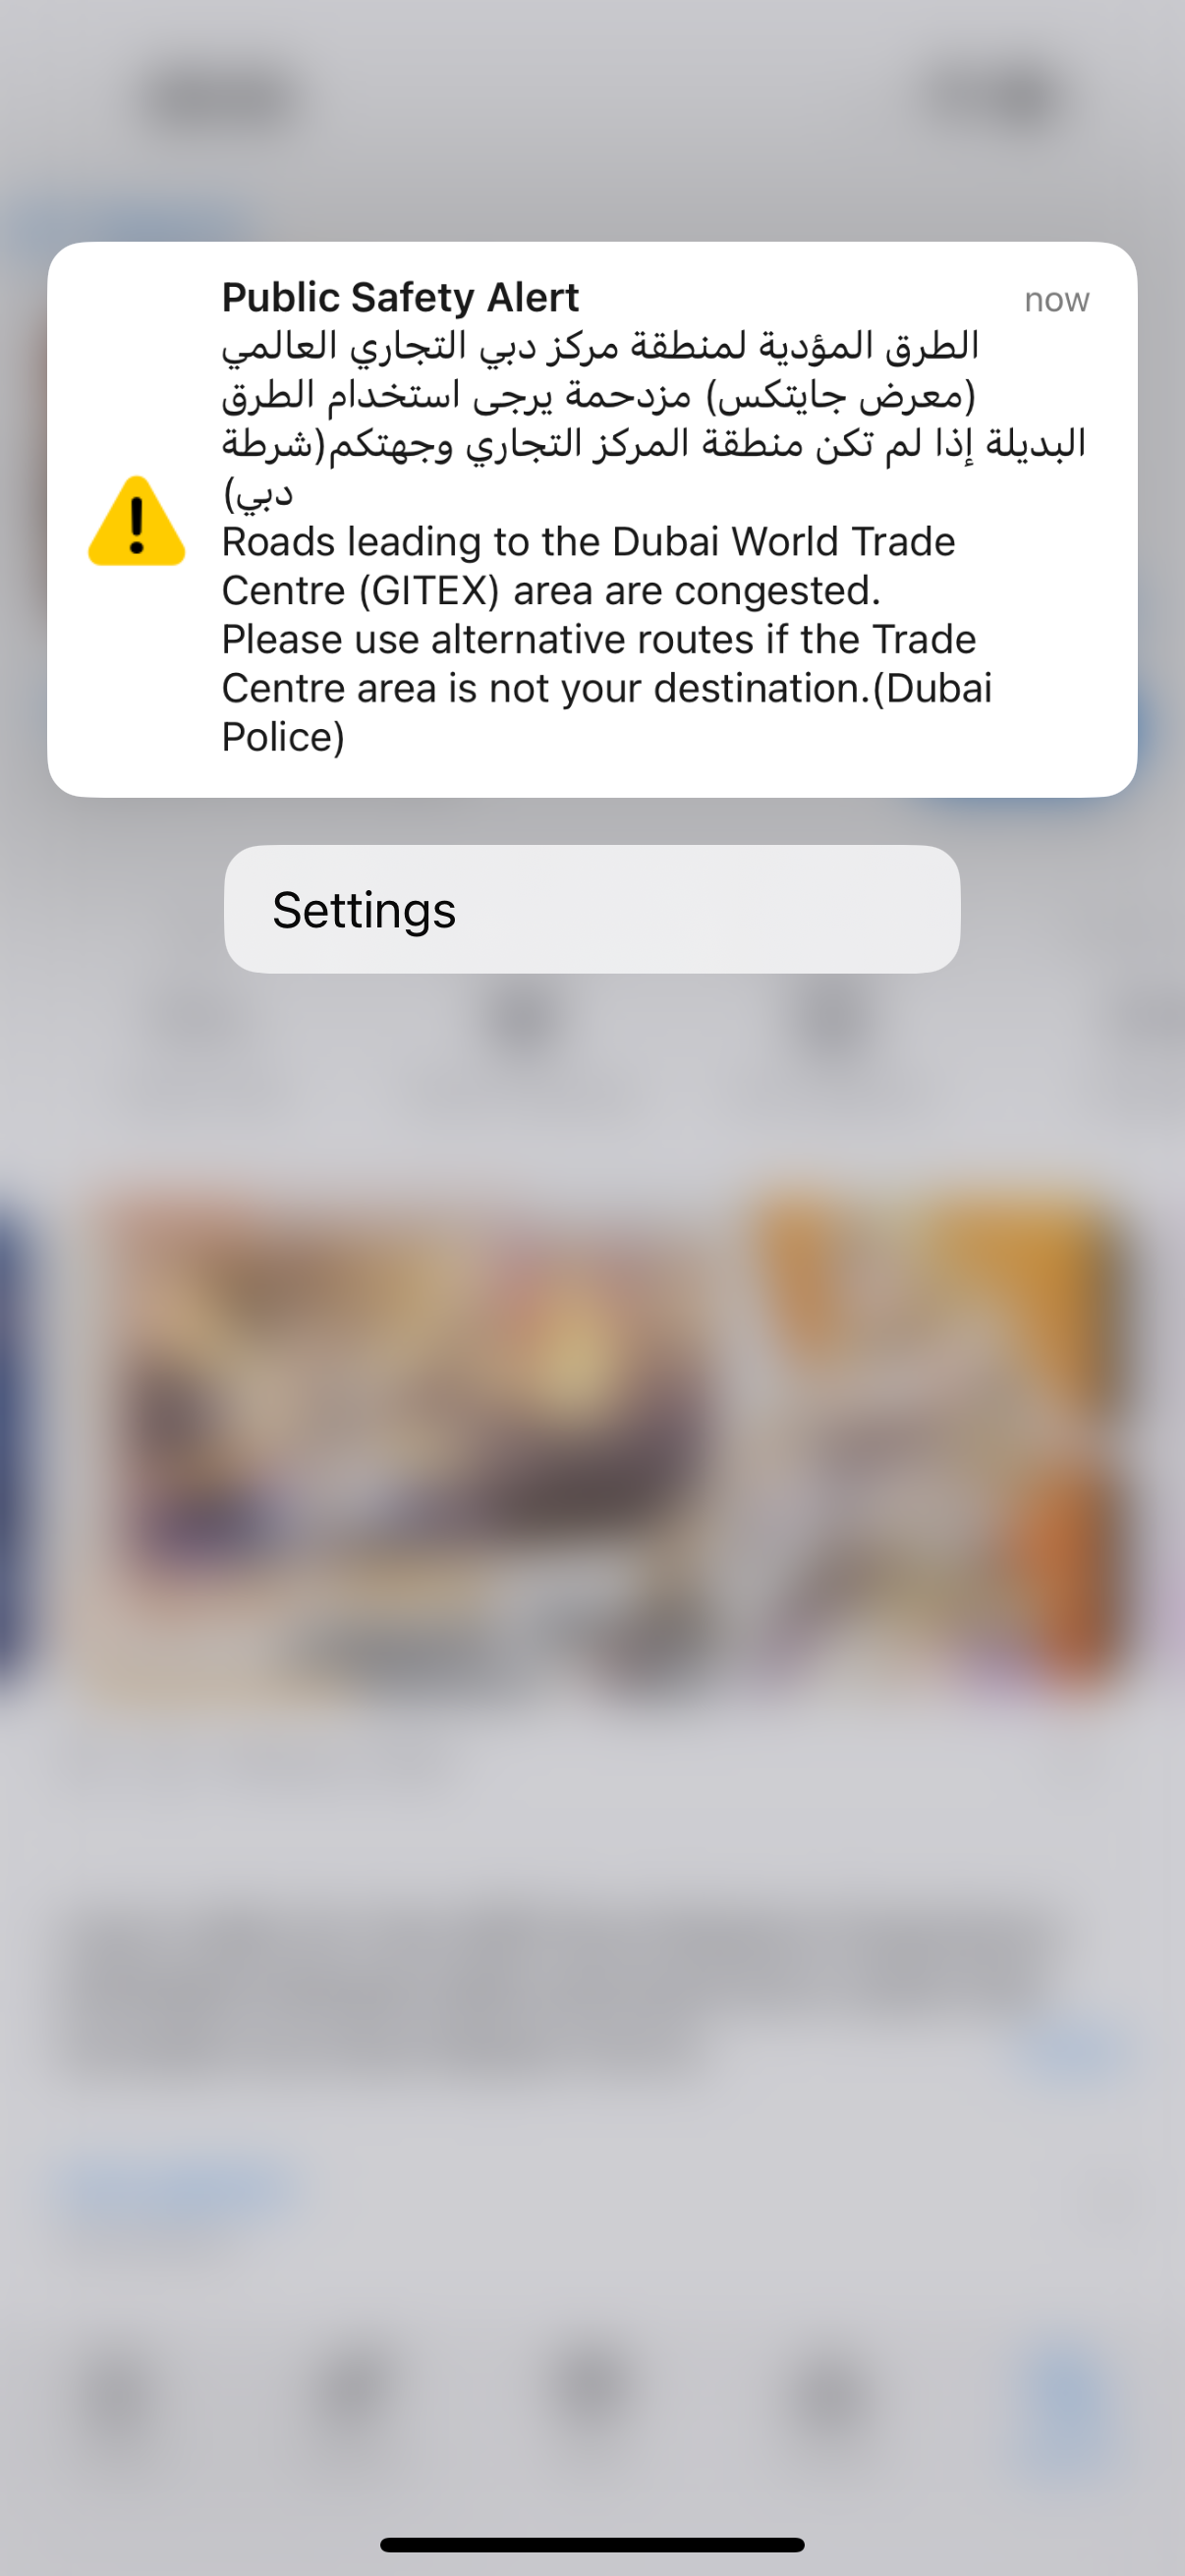 Public Safety Alert
now
الطرق المؤدية لمنطقة مركز دبي التجاري العالمي
(معرض جايتكس) مزدحمة يرجى استخدام الطرق
البديلة إذا لم تكن منطقة المركز التجاري وجهتكم(شرطة
دبي)
Roads leading to the Dubai World Trade
Centre (GITEX) area are congested.
Please use alternative routes if the Trade
Centre area is not your destination.(Dubai
Police)
Settings